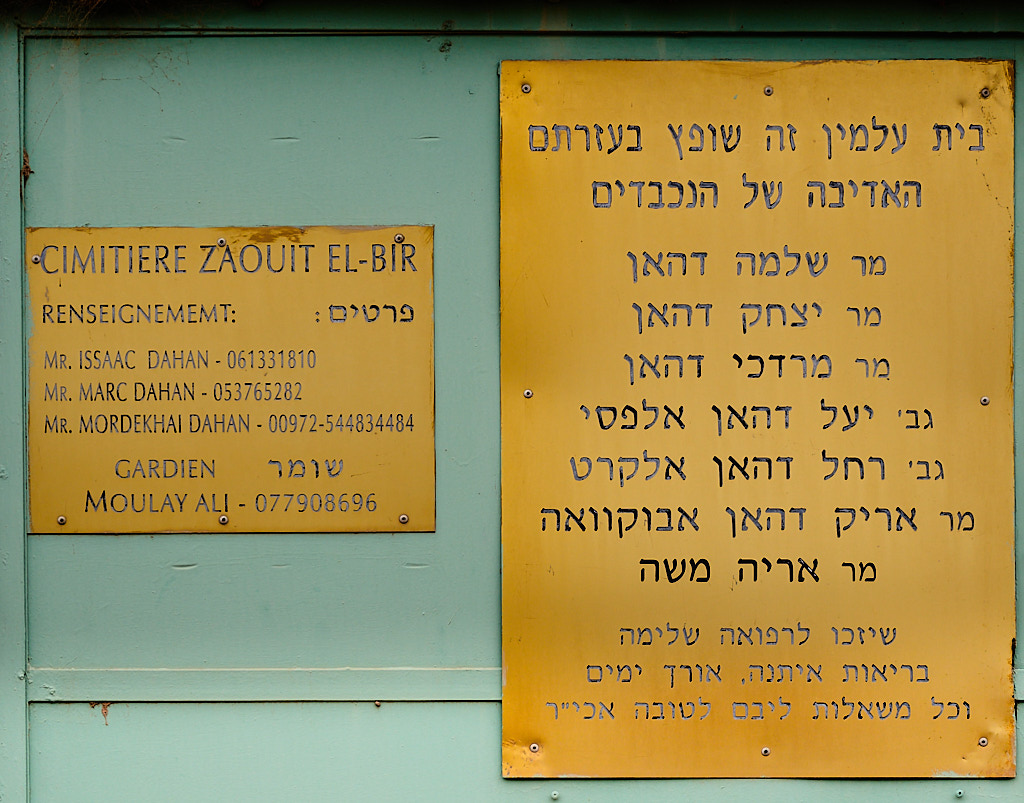 CIMITIERE ZAOUIT EL-BIR
RENSEIGNEMEMT: פרטים:
MR. ISSAAC DAHAN - 061331810
MR. MARC DAHAN - 053765282
MR. MORDEKHAI DAHAN - 00972-544834484
GARDIEN שומר
MOULAY ALI - 077908696
בית עלמין זה שופץ בעזרתם
האדיבה של הנכבדים
מר שלמה דהאן
מר יצחק דהאן
מר מרדכי דהאן
גב' יעל דהאן אלפסי
גב' רחל דהאן אלקרט
מר אריק דהאן אבוקוואה
מר אריה משה
שיזכו לרפואה שלימה
בריאות איתנה, אורך ימים
וכל משאלות ליבם לטובה אכי"ר